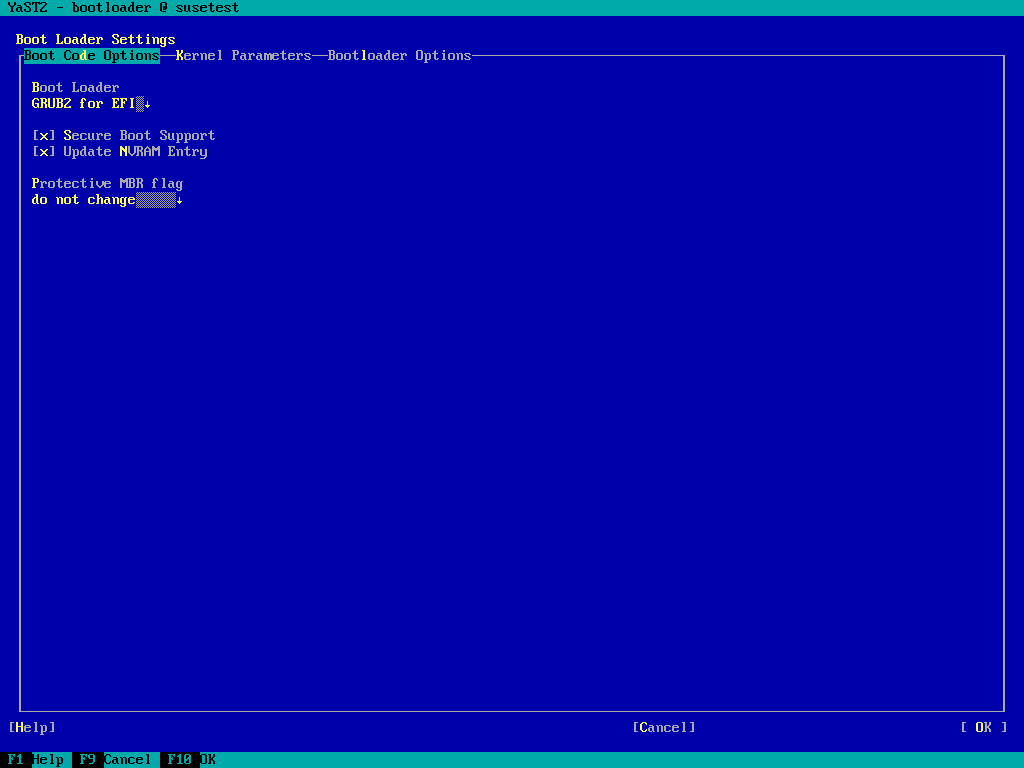 YaST2 - bootloader @ susetest
Boot Loader Settings
Boot Code Options Kernel Parameters Bootloader Options
Boot Loader
GRUB2 for EFI ↓
[x] Secure Boot Support
[x] Update NVRAM Entry
Protective MBR flag
do not change ↓
[Help] [Cancel] [ OK ]
F1 Help F9 Cancel F10 OK